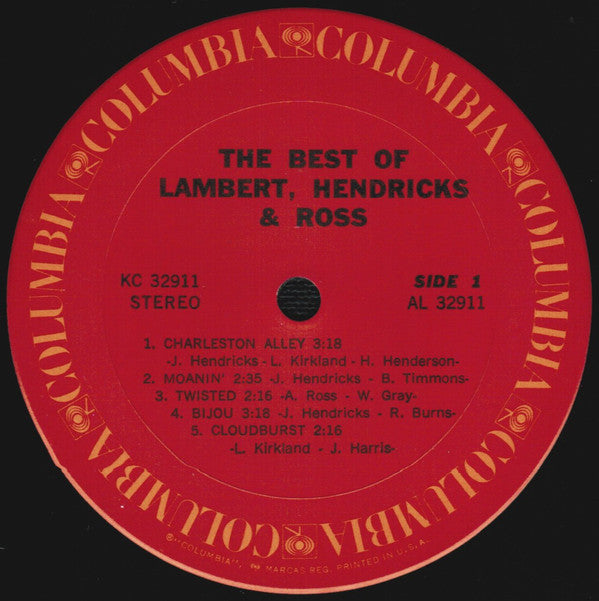 COLUMBIA COLUMBIA COLUMBIA COLUMBIA COLUMBIA COLUMBIA
THE BEST OF
LAMBERT, HENDRICKS
& ROSS
KC 32911
STEREO
SIDE 1
AL 32911
1. CHARLESTON ALLEY 3:18
-J. Hendricks - L. Kirkland - H. Henderson-
2. MOANIN' 2:35 -J. Hendricks - B. Timmons-
3. TWISTED 2:16 -A. Ross - W. Gray-
4. BIJOU 3:18 -J. Hendricks - R. Burns-
5. CLOUDBURST 2:16
-L. Kirkland - J. Harris-
®"COLUMBIA", MARCAS REG. PRINTED IN U.S.A.